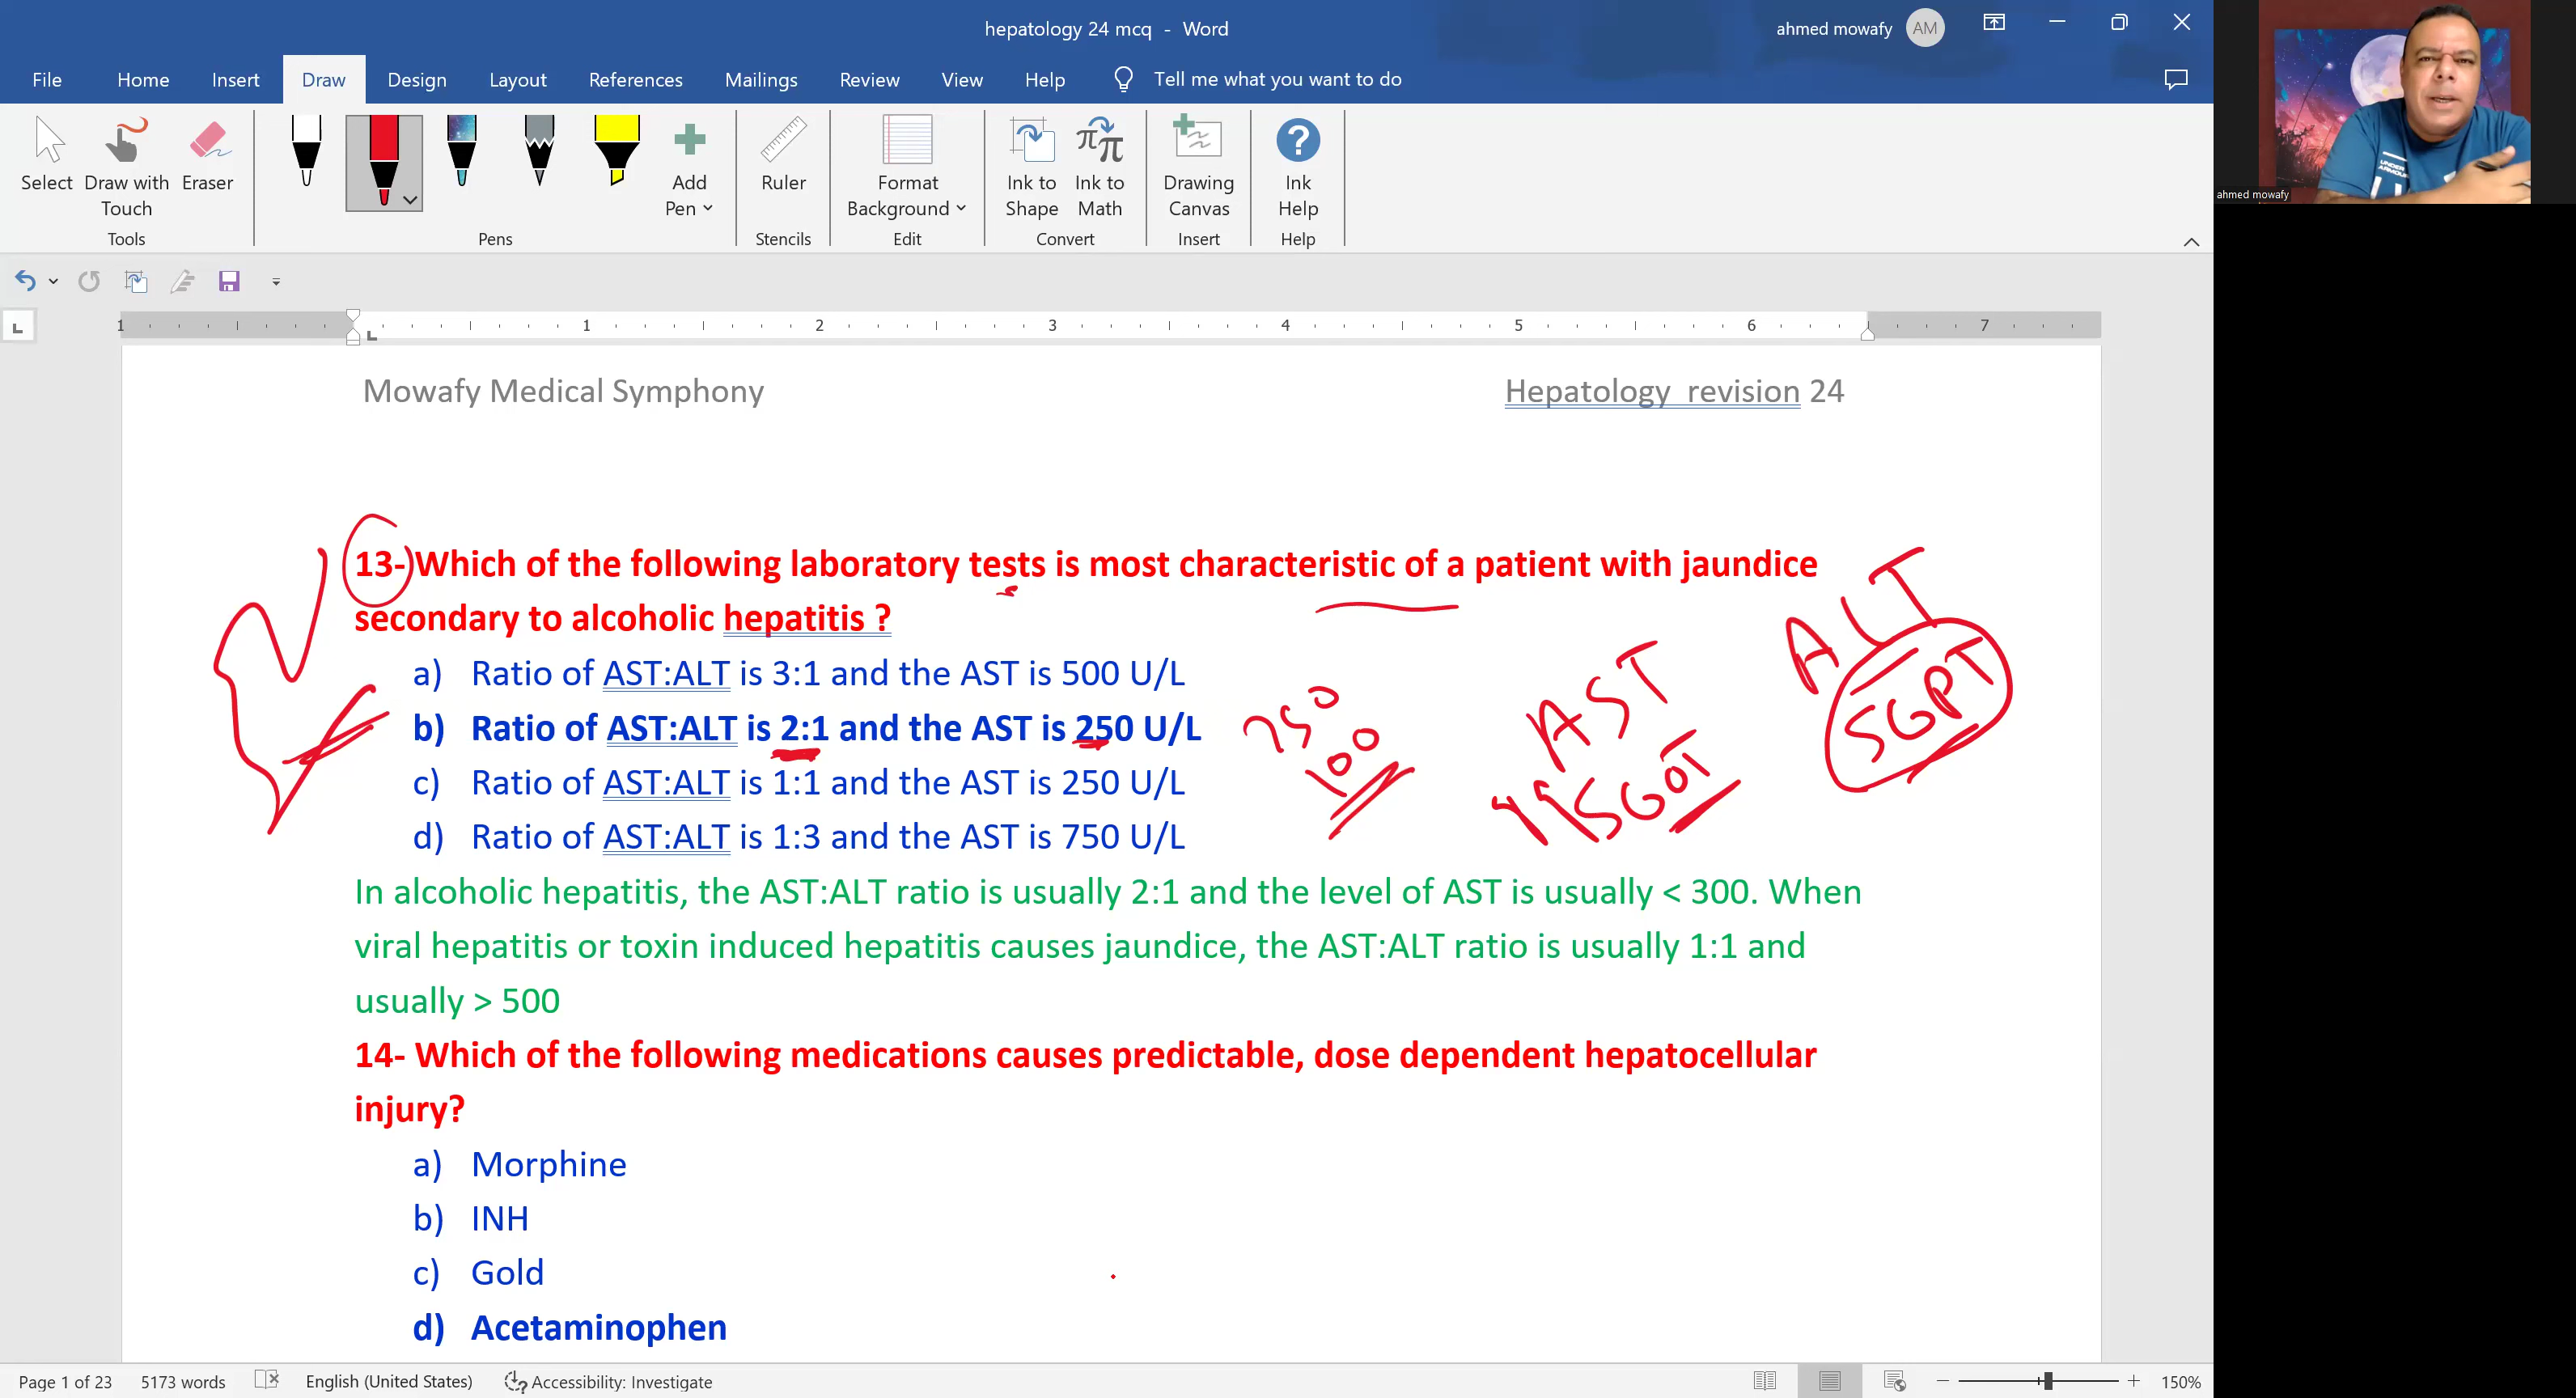 hepatology 24 mcq - Word
ahmed mowafy AM
File Home Insert Draw Design Layout References Mailings Review View Help Tell me what you want to do
Select Draw with Touch Eraser
Add Pen
Ruler
Format Background
Ink to Shape Ink to Math
Drawing Canvas
Ink Help
Tools Pens Stencils Edit Convert Insert Help
ahmed mowafy
1 1 2 3 4 5 6 7
Mowafy Medical Symphony Hepatology revision 24
13- Which of the following laboratory tests is most characteristic of a patient with jaundice
secondary to alcoholic hepatitis ?
a) Ratio of AST:ALT is 3:1 and the AST is 500 U/L
b) Ratio of AST:ALT is 2:1 and the AST is 250 U/L
c) Ratio of AST:ALT is 1:1 and the AST is 250 U/L
d) Ratio of AST:ALT is 1:3 and the AST is 750 U/L
100
AST
SGOT
ALT
SGPT
In alcoholic hepatitis, the AST:ALT ratio is usually 2:1 and the level of AST is usually < 300. When
viral hepatitis or toxin induced hepatitis causes jaundice, the AST:ALT ratio is usually 1:1 and
usually > 500
14- Which of the following medications causes predictable, dose dependent hepatocellular
injury?
a) Morphine
b) INH
c) Gold
d) Acetaminophen
Page 1 of 23 5173 words English (United States) Accessibility: Investigate 150%